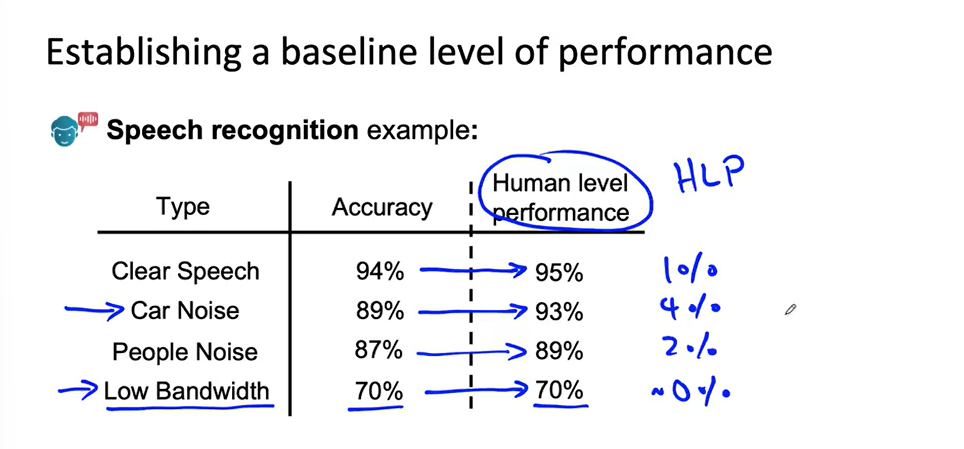 Establishing a baseline level of performance
Speech recognition example:
Type Accuracy Human level performance HLP
Clear Speech 94% 95% 1%
Car Noise 89% 93% 4%
People Noise 87% 89% 2%
Low Bandwidth 70% 70% ~0%